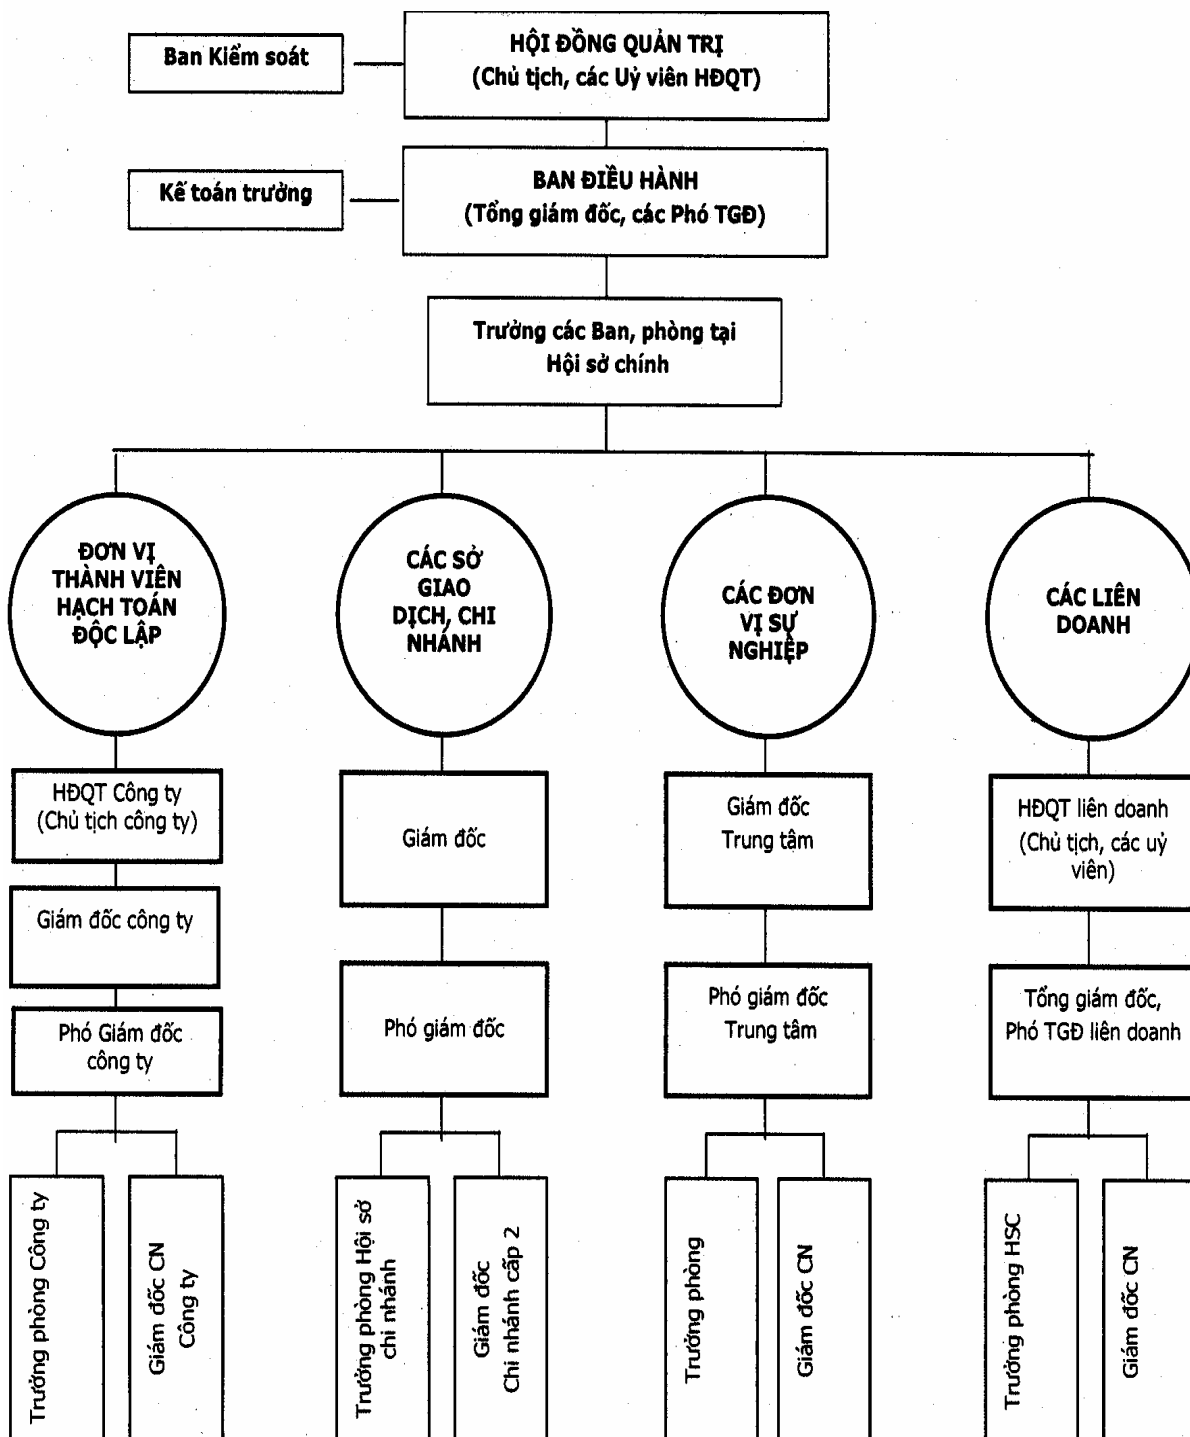 Ban Kiểm soát
HỘI ĐỒNG QUẢN TRỊ
(Chủ tịch, các Uỷ viên HĐQT)
Kế toán trưởng
BAN ĐIỀU HÀNH
(Tổng giám đốc, các Phó TGĐ)
Trưởng các Ban, phòng tại
Hội sở chính
ĐƠN VỊ
THÀNH VIÊN
HẠCH TOÁN
ĐỘC LẬP
CÁC SỞ
GIAO
DỊCH, CHI
NHÁNH
CÁC ĐƠN
VỊ SỰ
NGHIỆP
CÁC LIÊN
DOANH
HĐQT Công ty
(Chủ tịch công ty)
Giám đốc
Giám đốc
Trung tâm
HĐQT liên doanh
(Chủ tịch, các uỷ
viên)
Giám đốc công ty
Phó Giám đốc
công ty
Phó giám đốc
Phó giám đốc
Trung tâm
Tổng giám đốc,
Phó TGĐ liên doanh
Trưởng phòng Công ty
Giám đốc CN
Công ty
Trưởng phòng Hội sở
chi nhánh
Giám đốc
Chi nhánh cấp 2
Trưởng phòng
Giám đốc CN
Trưởng phòng HSC
Giám đốc CN